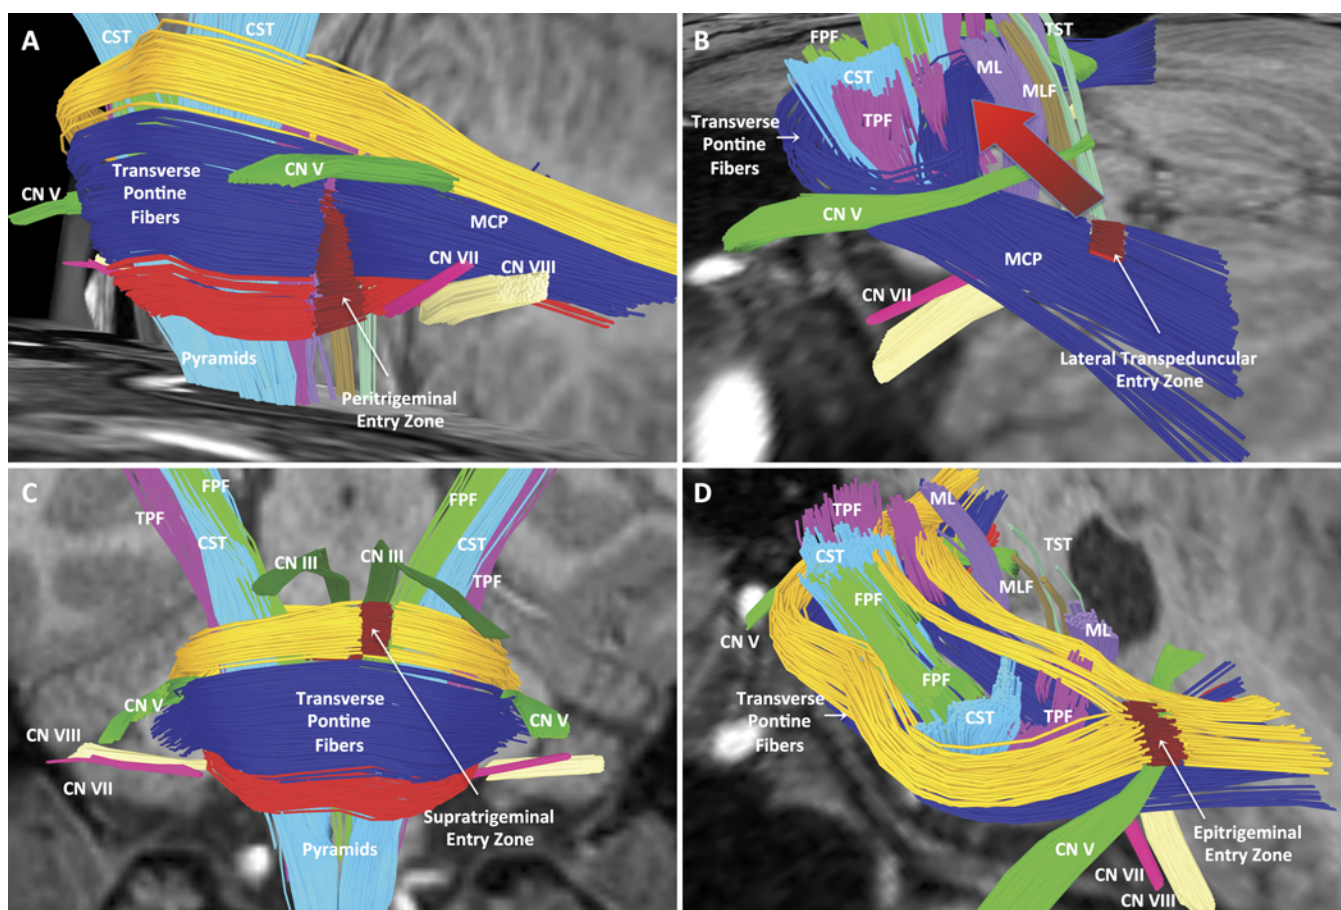 A
CST
CST
CN V
Transverse
Pontine
Fibers
CN V
MCP
CN VII
CN VIII
Pyramids
Peritrigeminal
Entry Zone
B
FPF
TST
CST
ML
MLF
TPF
Transverse
Pontine
Fibers
CN V
MCP
CN VII
Lateral Transpeduncular
Entry Zone
C
FPF
FPF
TPF
CST
CST
CN III
CN III
TPF
CN V
Transverse
Pontine
Fibers
CN V
CN VIII
CN VII
Supratrigeminal
Entry Zone
Pyramids
D
TPF
ML
CST
TST
MLF
FPF
CN V
ML
FPF
Transverse
Pontine
Fibers
CST
TPF
Epitrigeminal
Entry Zone
CN V
CN VII
CN VIII